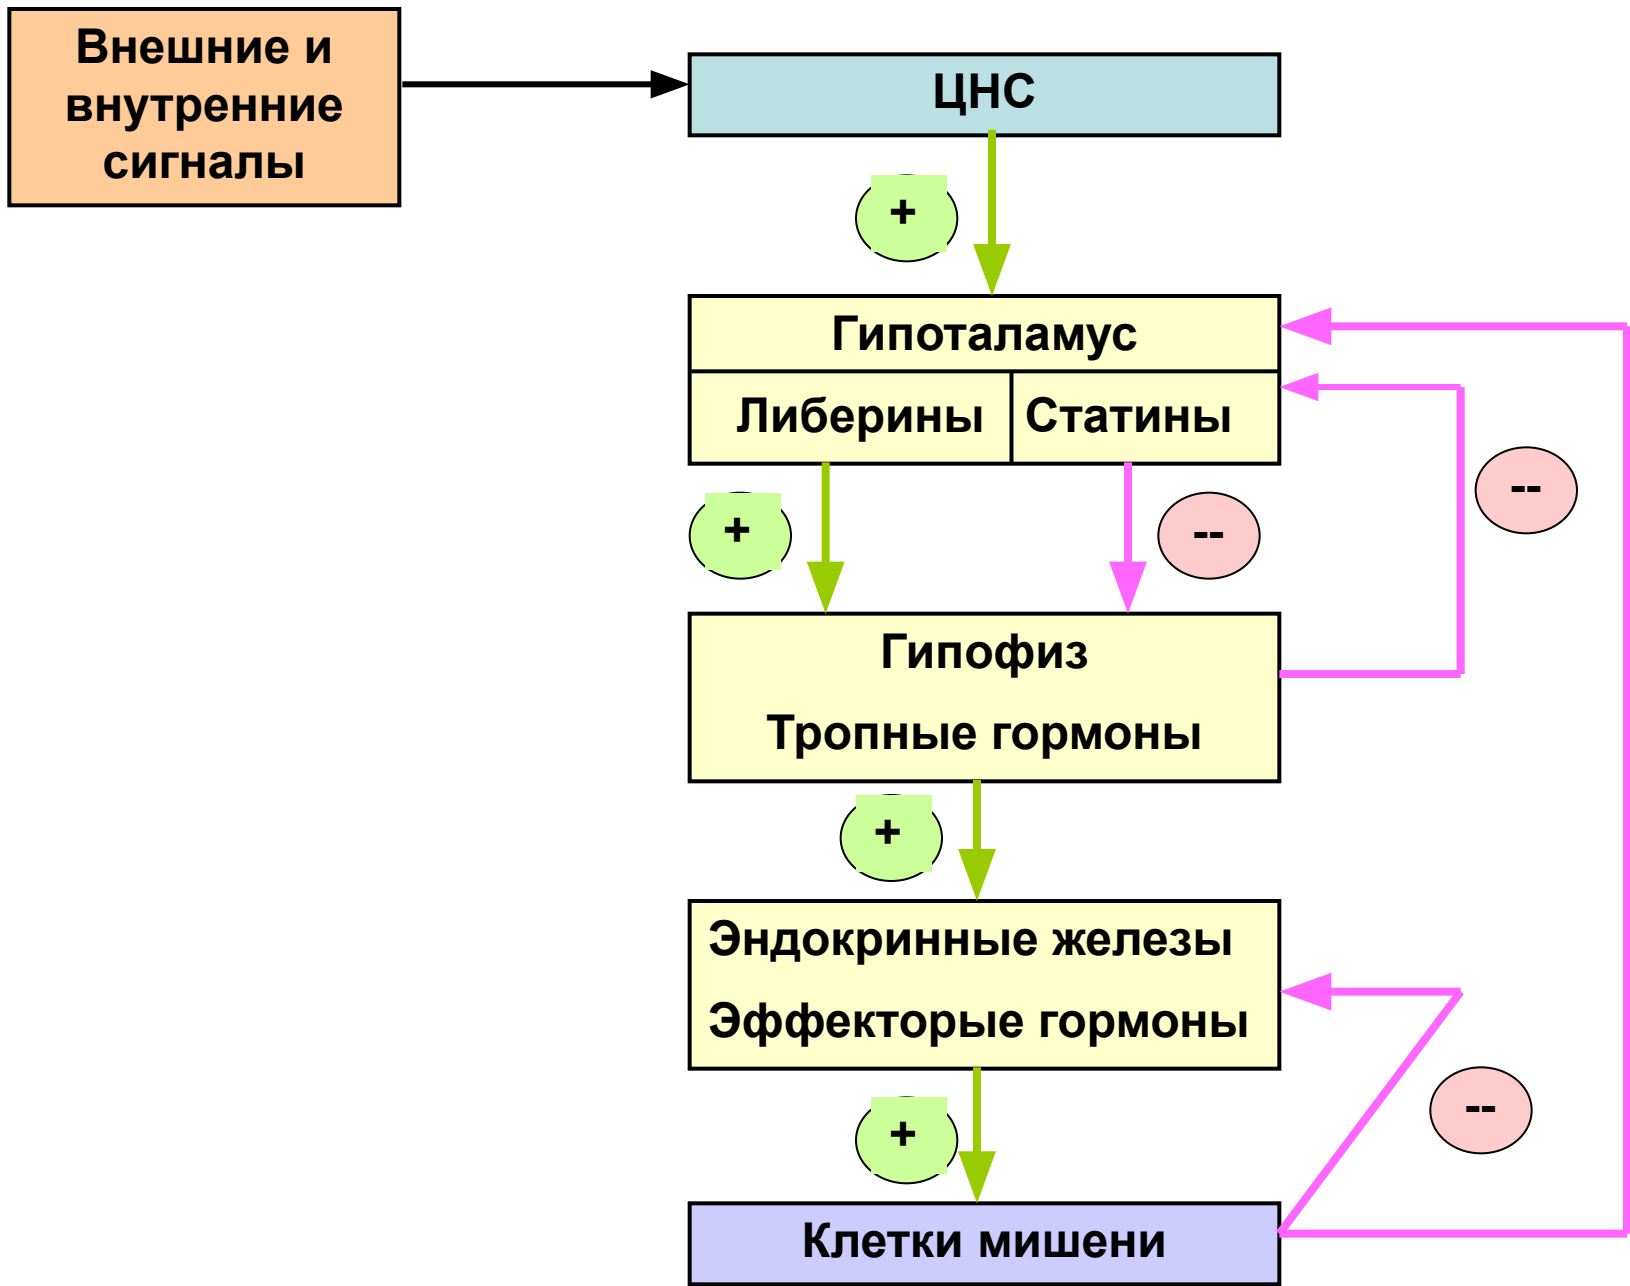 Внешние и
внутренние
сигналы
ЦНС
+
Гипоталамус
Либерины
Статины
+
--
--
Гипофиз
Тропные гормоны
+
Эндокринные железы
Эффекторые гормоны
+
--
Клетки мишени